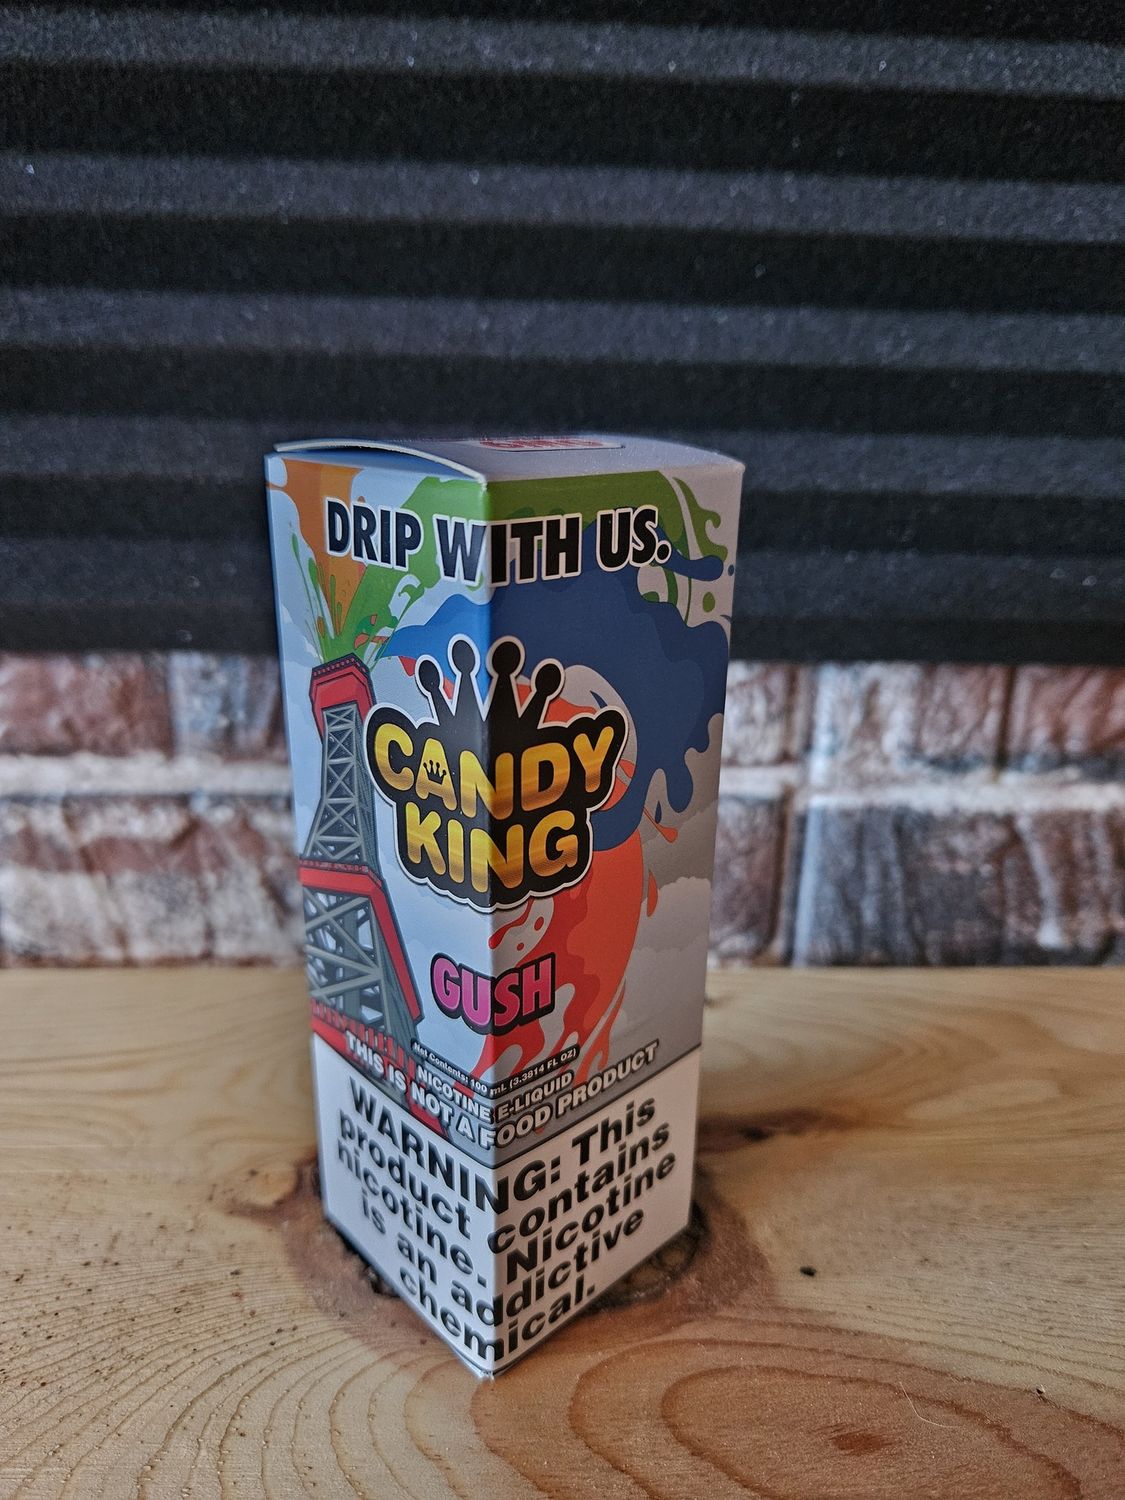 DRIP WITH US.
CANDY
KING
GUSH
Net Contents: 100 mL (3.3814 FL OZ)
NICOTINE E-LIQUID
THIS IS NOT A FOOD PRODUCT
WARNING: This
product contains
nicotine. Nicotine
is an addictive
chemical.